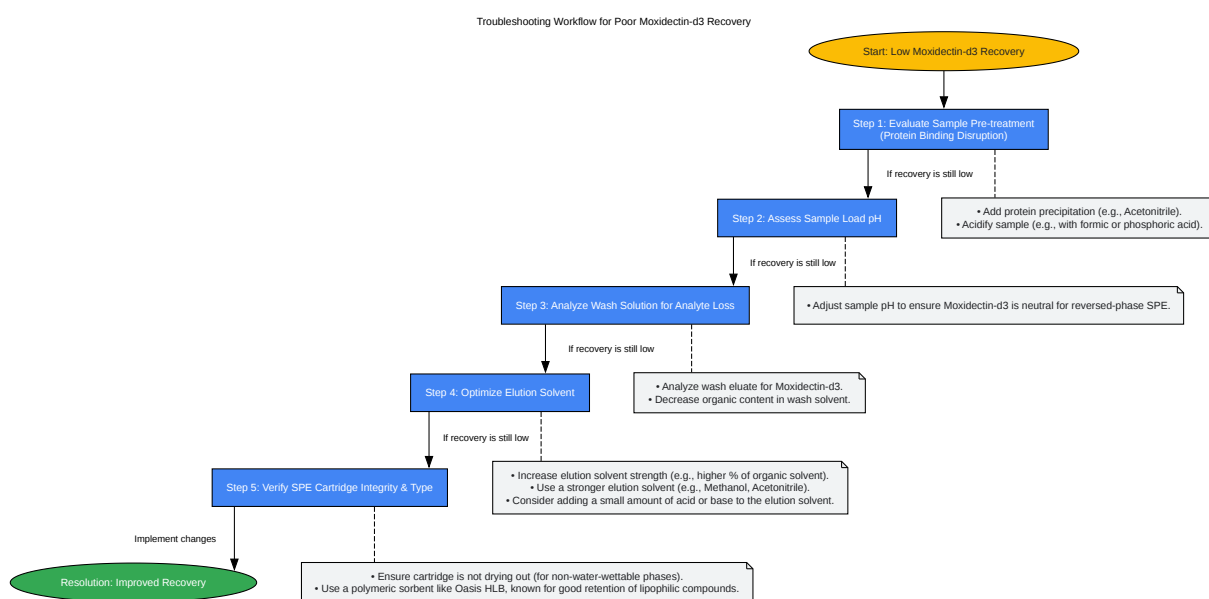 Troubleshooting Workflow for Poor Moxidectin-d3 Recovery
Start: Low Moxidectin-d3 Recovery
Step 1: Evaluate Sample Pre-treatment
(Protein Binding Disruption)
If recovery is still low
• Add protein precipitation (e.g., Acetonitrile).
• Acidify sample (e.g., with formic or phosphoric acid).
Step 2: Assess Sample Load pH
If recovery is still low
• Adjust sample pH to ensure Moxidectin-d3 is neutral for reversed-phase SPE.
Step 3: Analyze Wash Solution for Analyte Loss
If recovery is still low
• Analyze wash eluate for Moxidectin-d3.
• Decrease organic content in wash solvent.
Step 4: Optimize Elution Solvent
If recovery is still low
• Increase elution solvent strength (e.g., higher % of organic solvent).
• Use a stronger elution solvent (e.g., Methanol, Acetonitrile).
• Consider adding a small amount of acid or base to the elution solvent.
Step 5: Verify SPE Cartridge Integrity & Type
Implement changes
• Ensure cartridge is not drying out (for non-water-wettable phases).
• Use a polymeric sorbent like Oasis HLB, known for good retention of lipophilic compounds.
Resolution: Improved Recovery